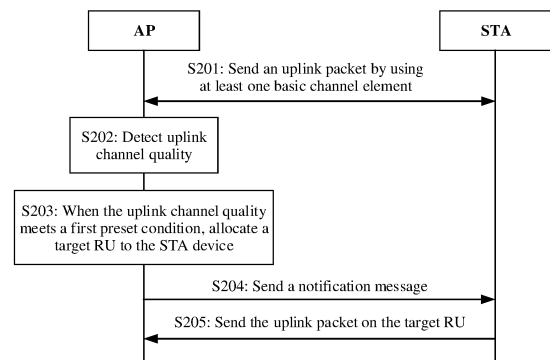 AP
STA
S201: Send an uplink packet by using
at least one basic channel element
S202: Detect uplink
channel quality
S203: When the uplink channel quality
meets a first preset condition, allocate a
target RU to the STA device
S204: Send a notification message
S205: Send the uplink packet on the target RU